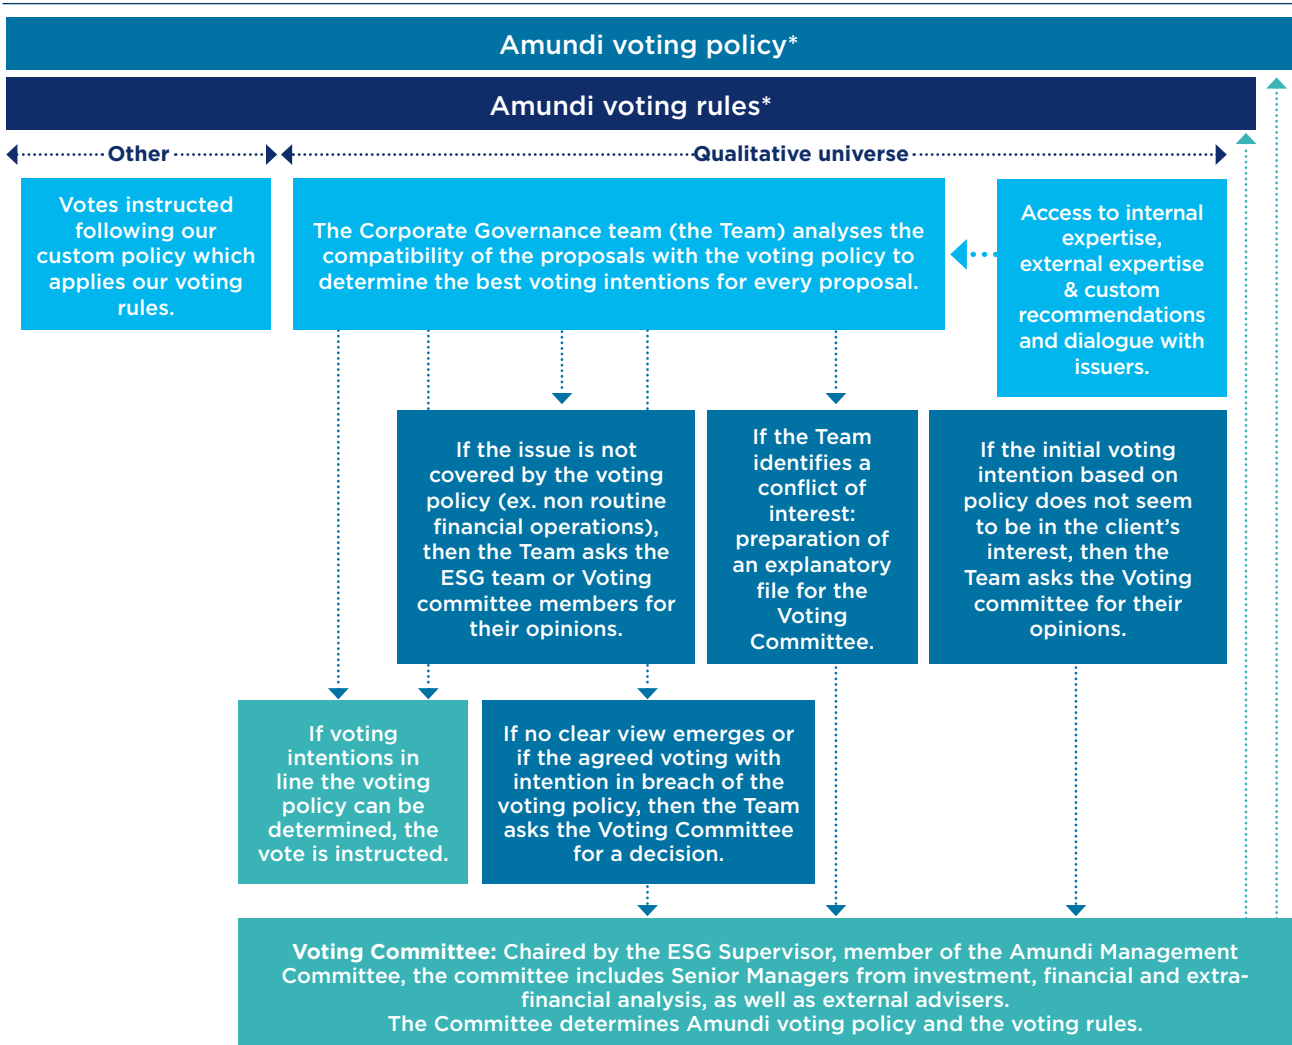 Amundi voting policy*
Amundi voting rules*
Other
Qualitative universe
Votes instructed
following our
custom policy which
applies our voting
rules.
The Corporate Governance team (the Team) analyses the
compatibility of the proposals with the voting policy to
determine the best voting intentions for every proposal.
Access to internal
expertise,
external expertise
& custom
recommendations
and dialogue with
issuers.
If the issue is not
covered by the voting
policy (ex. non routine
financial operations),
then the Team asks the
ESG team or Voting
committee members for
their opinions.
If the Team
identifies a
conflict of
interest:
preparation of
an explanatory
file for the
Voting
Committee.
If the initial voting
intention based on
policy does not seem
to be in the client’s
interest, then the
Team asks the Voting
committee for their
opinions.
If voting
intentions in
line the voting
policy can be
determined, the
vote is instructed.
If no clear view emerges or
if the agreed voting with
intention in breach of the
voting policy, then the Team
asks the Voting Committee
for a decision.
Voting Committee: Chaired by the ESG Supervisor, member of the Amundi Management
Committee, the committee includes Senior Managers from investment, financial and extra-
financial analysis, as well as external advisers.
The Committee determines Amundi voting policy and the voting rules.